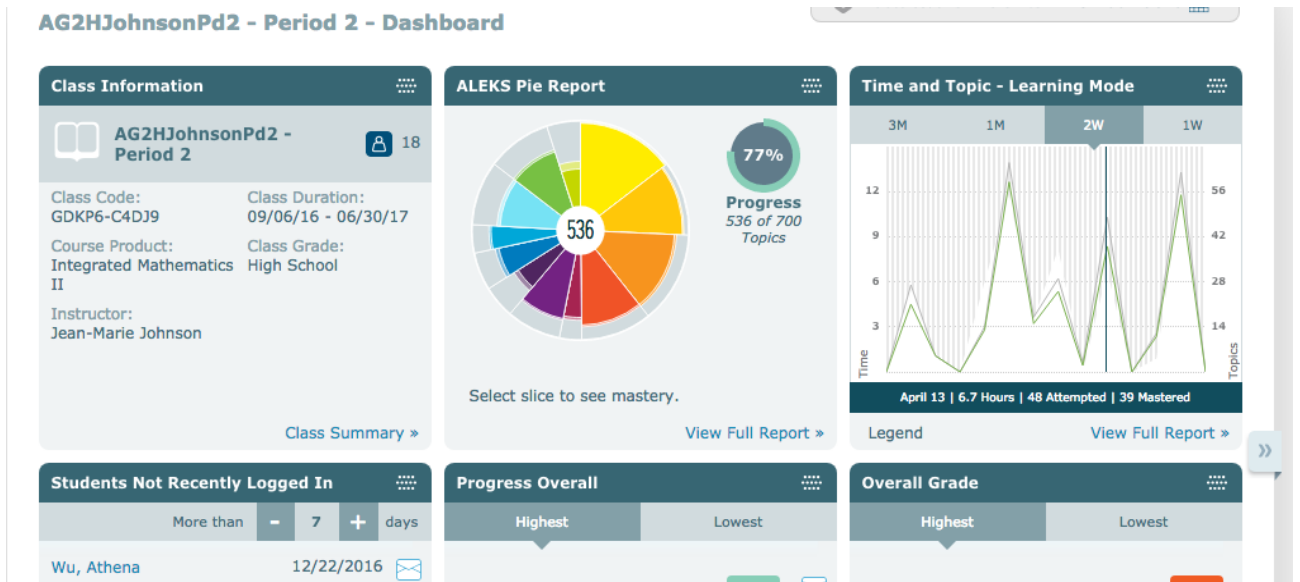 AG2HJohnsonPd2 - Period 2 - Dashboard
Class Information
AG2HJohnsonPd2 -
Period 2
18
Class Code:
GDKP6-C4DJ9
Class Duration:
09/06/16 - 06/30/17
Course Product:
Integrated Mathematics
II
Class Grade:
High School
Instructor:
Jean-Marie Johnson
Class Summary »
ALEKS Pie Report
536
77%
Progress
536 of 700
Topics
Select slice to see mastery.
View Full Report »
Time and Topic - Learning Mode
3M 1M 2W 1W
12 56
9 42
6 28
3 14
Time
Topics
April 13 | 6.7 Hours | 48 Attempted | 39 Mastered
Legend
View Full Report »
»
Students Not Recently Logged In
More than - 7 + days
Wu, Athena 12/22/2016
Progress Overall
Highest Lowest
Overall Grade
Highest Lowest